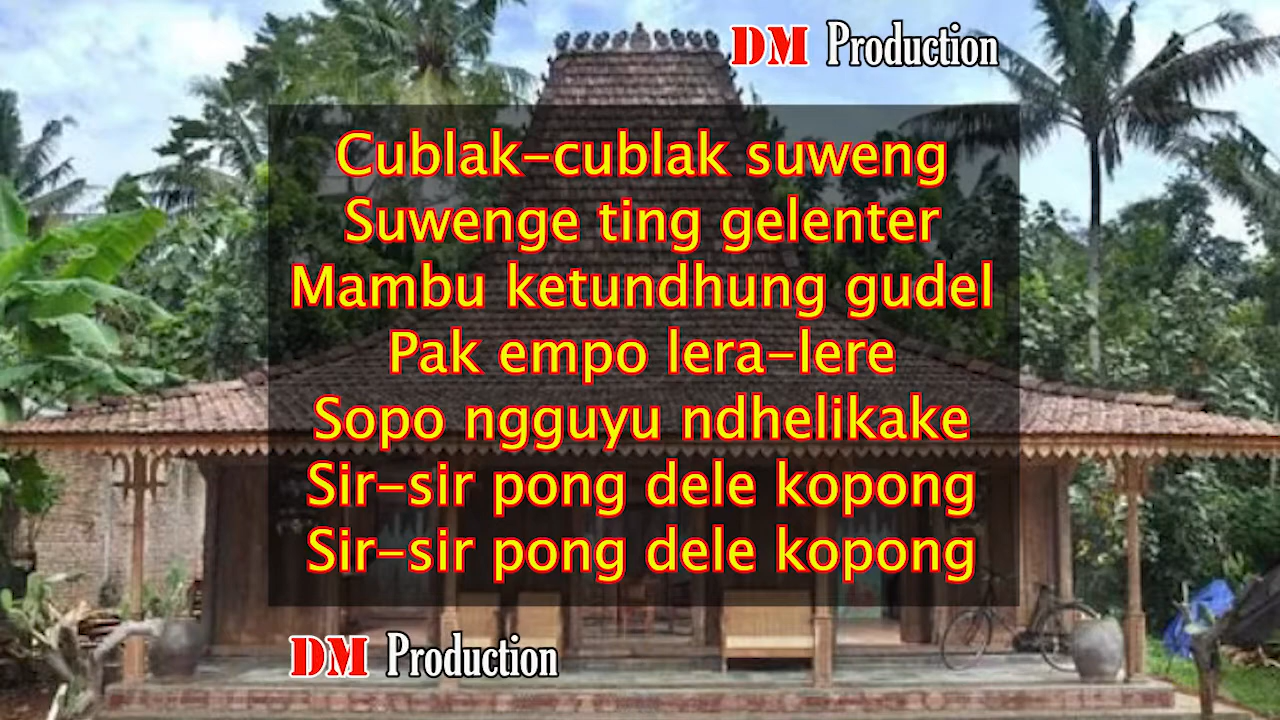 DM Production
Cublak-cublak suweng
Suwenge ting gelenter
Mambu ketundhung gudel
Pak empo lera-lere
Sopo ngguyu ndhelikake
Sir-sir pong dele kopong
Sir-sir pong dele kopong
DM Production